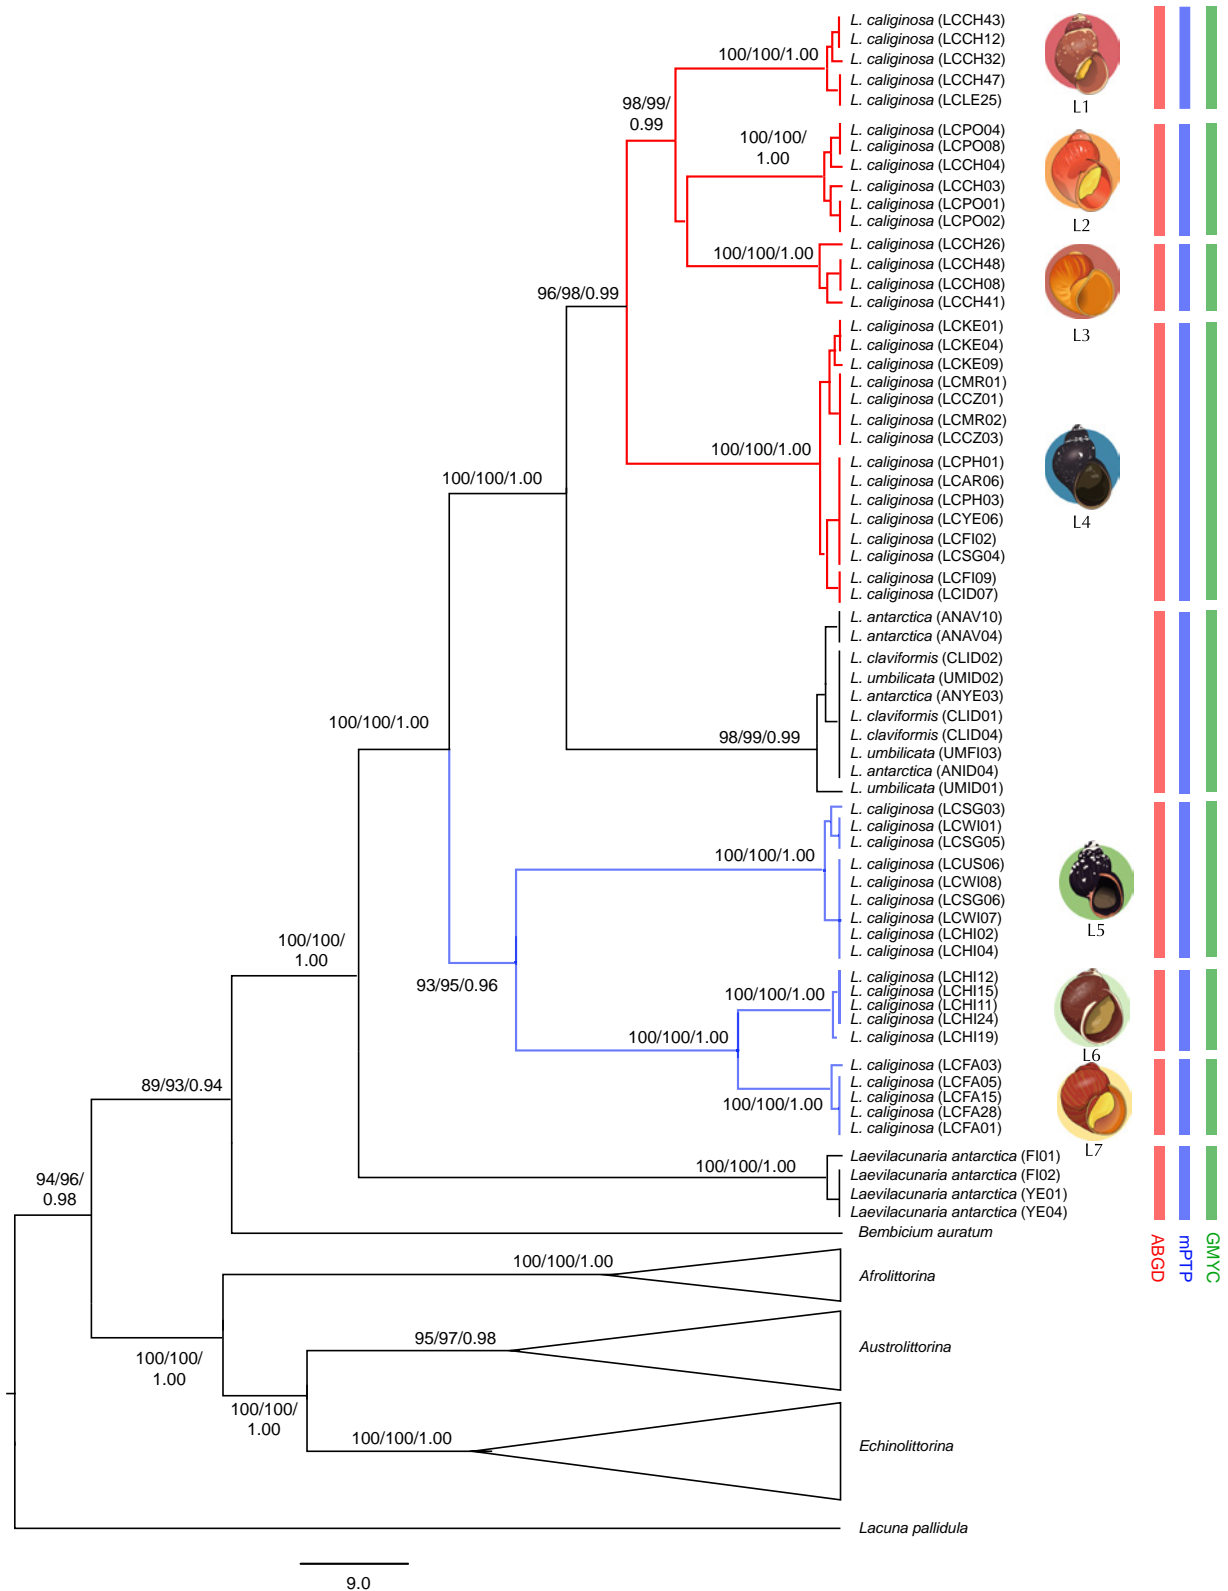 L. caliginosa (LCCH43)
L. caliginosa (LCCH12)
100/100/1.00
L. caliginosa (LCCH32)
L. caliginosa (LCCH47)
L. caliginosa (LCLE25)
L1
98/99/
0.99
L. caliginosa (LCPO04)
100/100/
1.00
L. caliginosa (LCPO08)
L. caliginosa (LCCH04)
L. caliginosa (LCCH03)
L. caliginosa (LCPO01)
L. caliginosa (LCPO02)
L2
L. caliginosa (LCCH26)
100/100/1.00
L. caliginosa (LCCH48)
L. caliginosa (LCCH08)
L. caliginosa (LCCH41)
L3
96/98/0.99
L. caliginosa (LCKE01)
L. caliginosa (LCKE04)
L. caliginosa (LCKE09)
L. caliginosa (LCMR01)
L. caliginosa (LCCZ01)
L. caliginosa (LCMR02)
L. caliginosa (LCCZ03)
100/100/1.00
L. caliginosa (LCPH01)
L. caliginosa (LCAR06)
L. caliginosa (LCPH03)
L. caliginosa (LCYE06)
L4
L. caliginosa (LCFI02)
L. caliginosa (LCSG04)
L. caliginosa (LCFI09)
L. caliginosa (LCID07)
100/100/1.00
L. antarctica (ANAV10)
L. antarctica (ANAV04)
L. claviformis (CLID02)
L. umbilicata (UMID02)
L. antarctica (ANYE03)
L. claviformis (CLID01)
L. claviformis (CLID04)
98/99/0.99
L. umbilicata (UMFI03)
L. antarctica (ANID04)
L. umbilicata (UMID01)
100/100/1.00
L. caliginosa (LCSG03)
L. caliginosa (LCWI01)
L. caliginosa (LCSG05)
100/100/1.00
L. caliginosa (LCUS06)
L. caliginosa (LCWI08)
L. caliginosa (LCSG06)
L. caliginosa (LCWI07)
L. caliginosa (LCHI02)
L. caliginosa (LCHI04)
L5
100/100/
1.00
93/95/0.96
L. caliginosa (LCHI12)
L. caliginosa (LCHI15)
100/100/1.00
L. caliginosa (LCHI11)
L. caliginosa (LCHI24)
L. caliginosa (LCHI19)
L6
100/100/1.00
L. caliginosa (LCFA03)
L. caliginosa (LCFA05)
L. caliginosa (LCFA15)
100/100/1.00
L. caliginosa (LCFA28)
L. caliginosa (LCFA01)
L7
89/93/0.94
Laevilacunaria antarctica (FI01)
100/100/1.00
Laevilacunaria antarctica (FI02)
Laevilacunaria antarctica (YE01)
Laevilacunaria antarctica (YE04)
94/96/
0.98
Bembicium auratum
ABGD
mPTP
GMYC
100/100/1.00
Afrolittorina
95/97/0.98
Austrolittorina
100/100/
1.00
100/100/
1.00
100/100/1.00
Echinolittorina
Lacuna pallidula
9.0